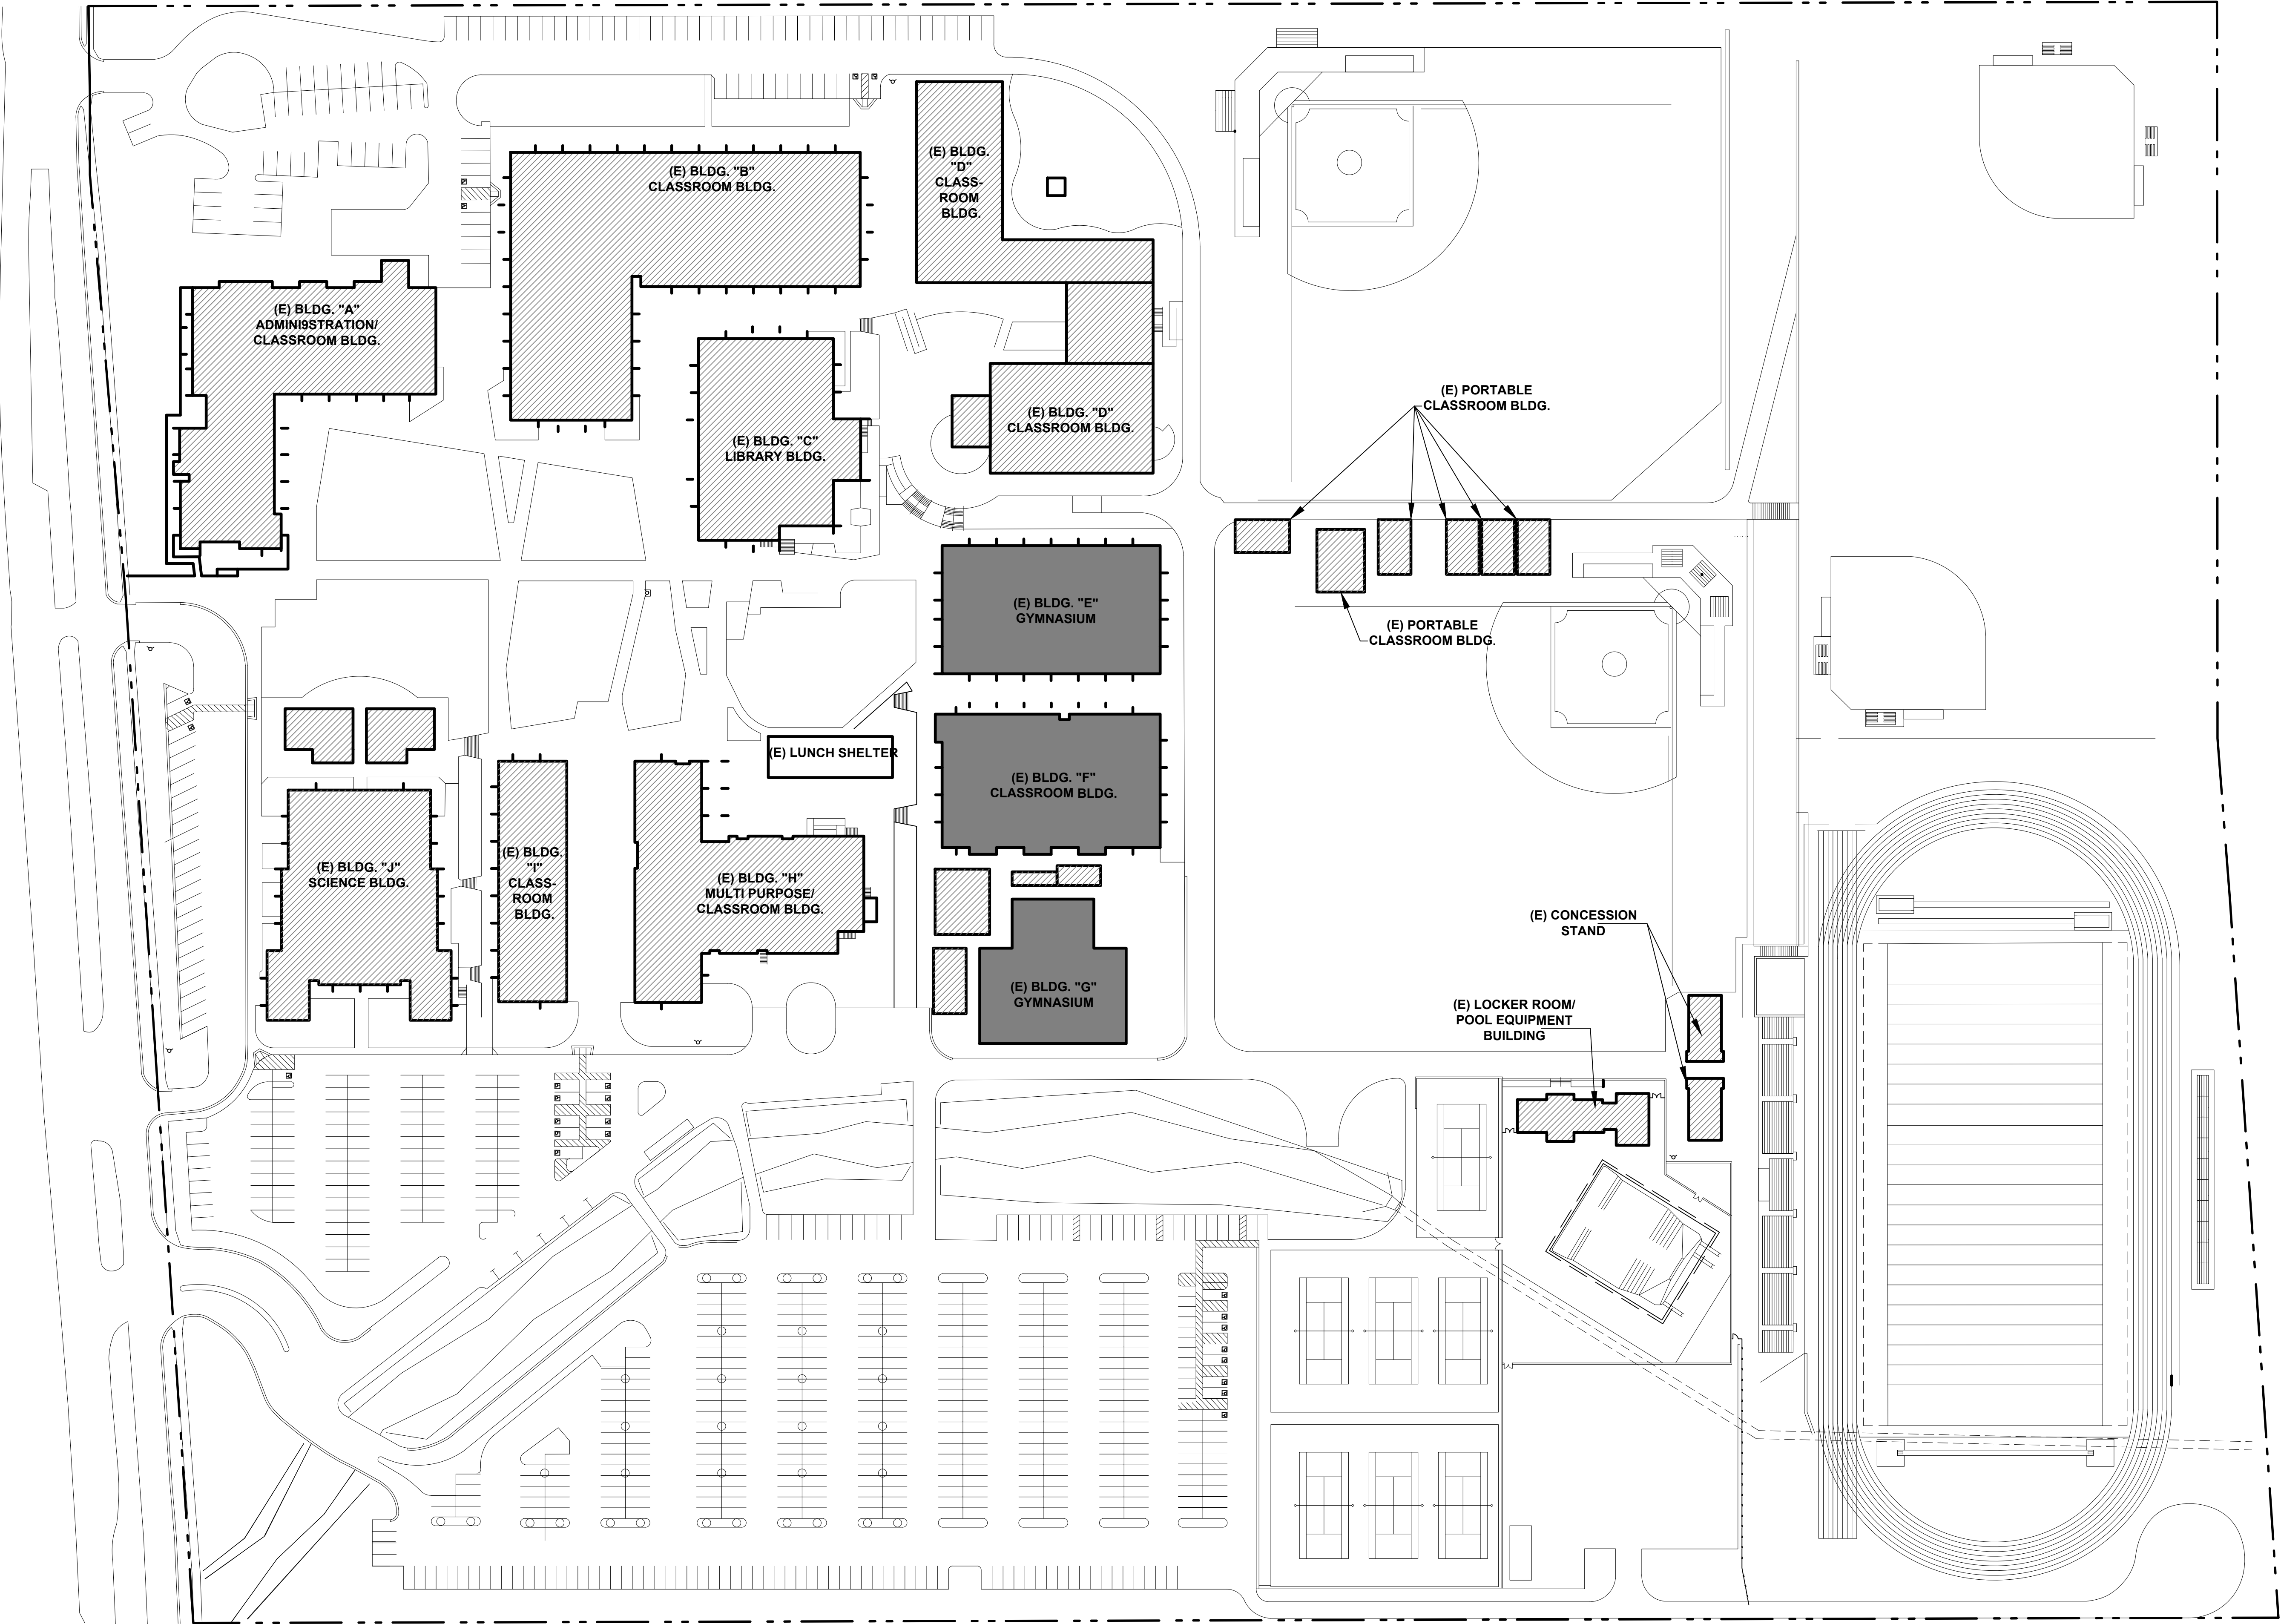 (E) BLDG. "B"
CLASSROOM BLDG.
(E) BLDG.
"D"
CLASS-
ROOM
BLDG.
(E) BLDG. "A"
ADMINI9STRATION/
CLASSROOM BLDG.
(E) BLDG. "C"
LIBRARY BLDG.
(E) BLDG. "D"
CLASSROOM BLDG.
(E) PORTABLE
CLASSROOM BLDG.
(E) BLDG. "E"
GYMNASIUM
(E) PORTABLE
CLASSROOM BLDG.
(E) LUNCH SHELTER
(E) BLDG. "F"
CLASSROOM BLDG.
(E) BLDG. "J"
SCIENCE BLDG.
(E) BLDG.
"I"
CLASS-
ROOM
BLDG.
(E) BLDG. "H"
MULTI PURPOSE/
CLASSROOM BLDG.
(E) BLDG. "G"
GYMNASIUM
(E) CONCESSION
STAND
(E) LOCKER ROOM/
POOL EQUIPMENT
BUILDING